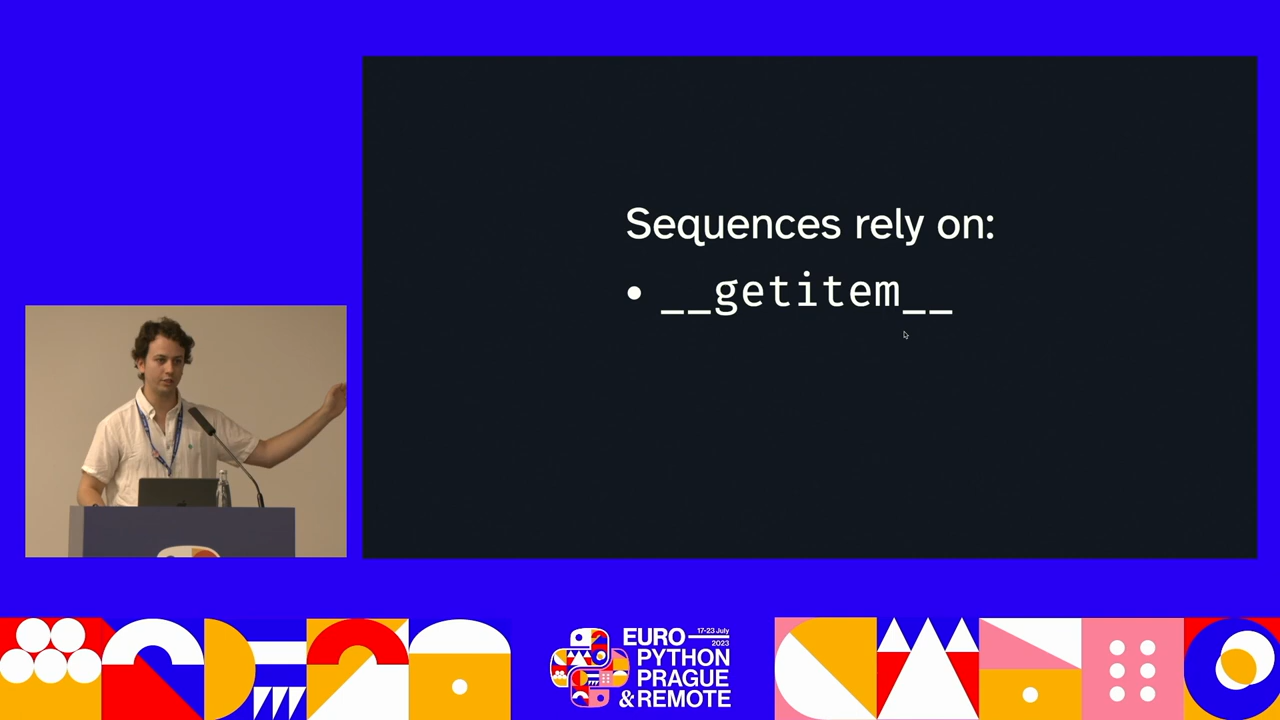 Sequences rely on:
• __getitem__
EURO 17-23 July
2023
PYTHON
PRAGUE
& REMOTE